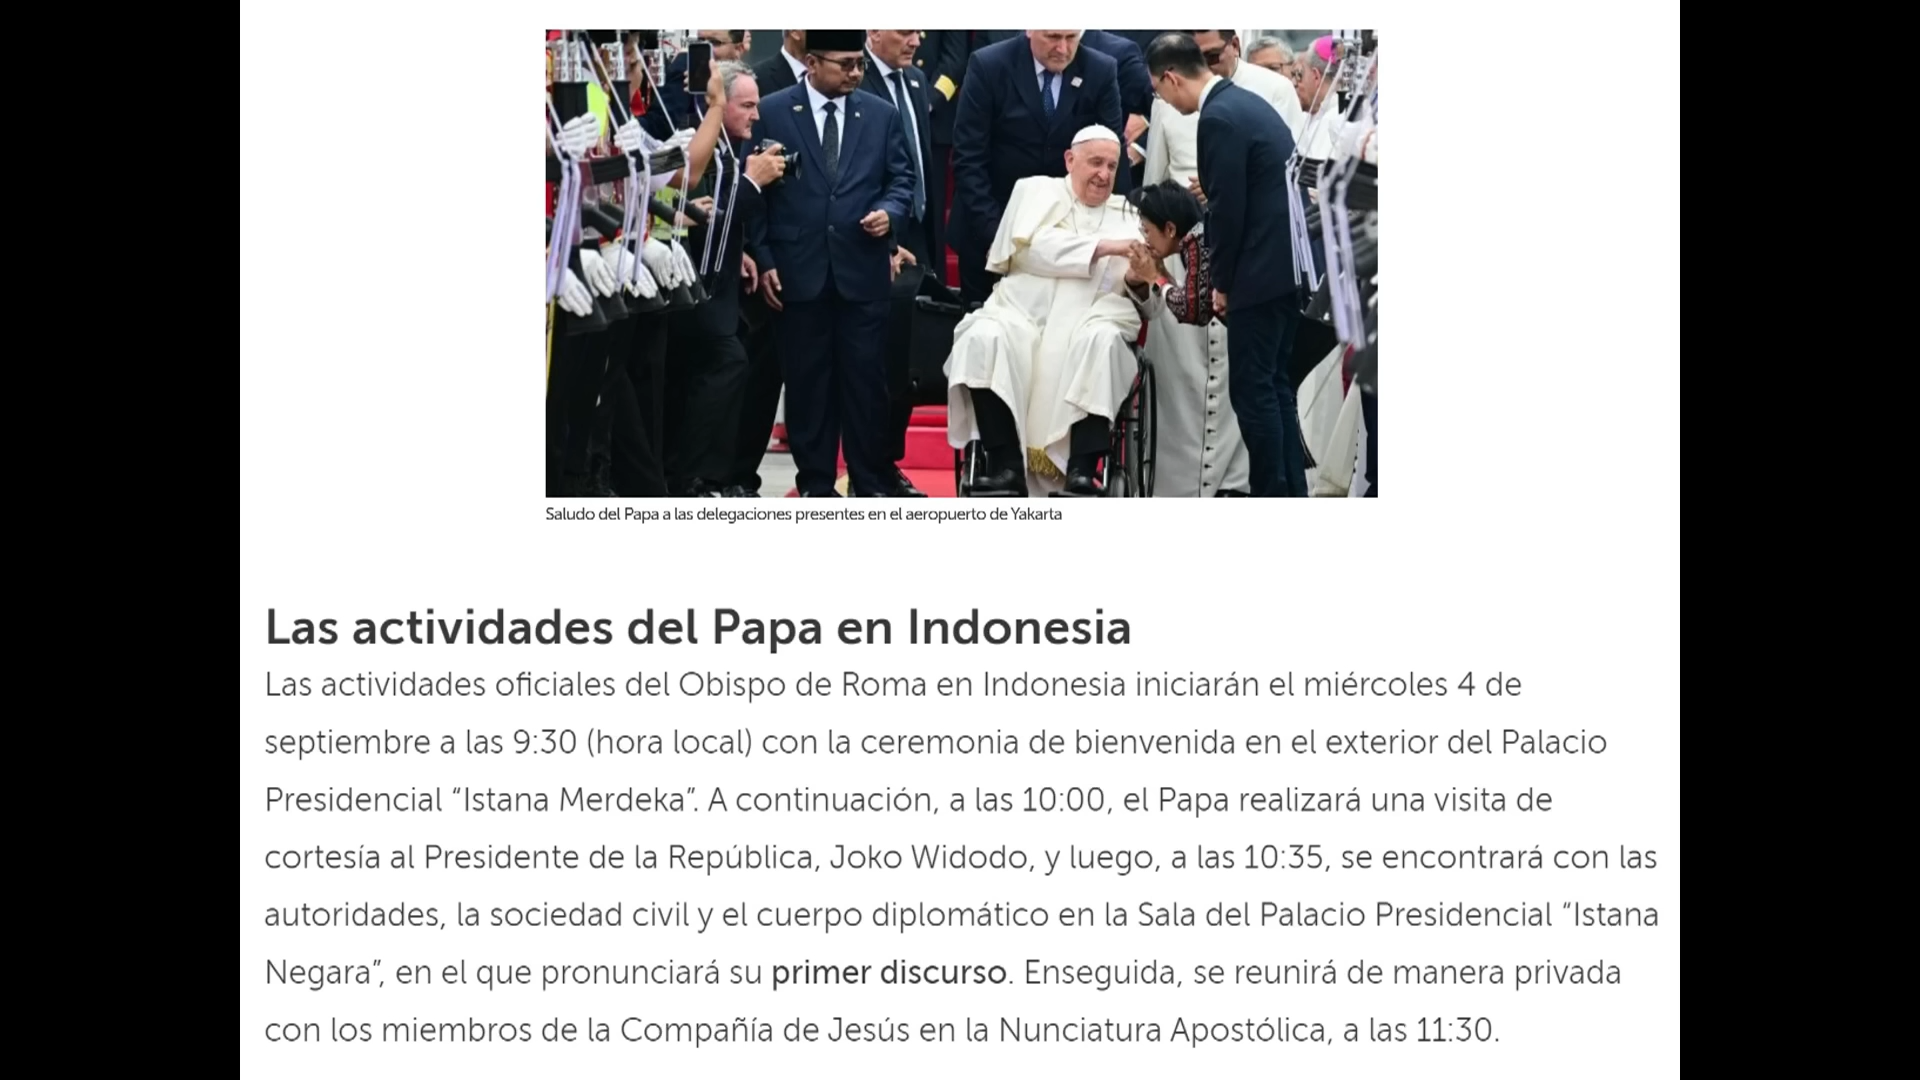 Saludo del Papa a las delegaciones presentes en el aeropuerto de Yakarta
Las actividades del Papa en Indonesia
Las actividades oficiales del Obispo de Roma en Indonesia iniciarán el miércoles 4 de
septiembre a las 9:30 (hora local) con la ceremonia de bienvenida en el exterior del Palacio
Presidencial “Istana Merdeka”. A continuación, a las 10:00, el Papa realizará una visita de
cortesía al Presidente de la República, Joko Widodo, y luego, a las 10:35, se encontrará con las
autoridades, la sociedad civil y el cuerpo diplomático en la Sala del Palacio Presidencial “Istana
Negara”, en el que pronunciará su primer discurso. Enseguida, se reunirá de manera privada
con los miembros de la Compañía de Jesús en la Nunciatura Apostólica, a las 11:30.